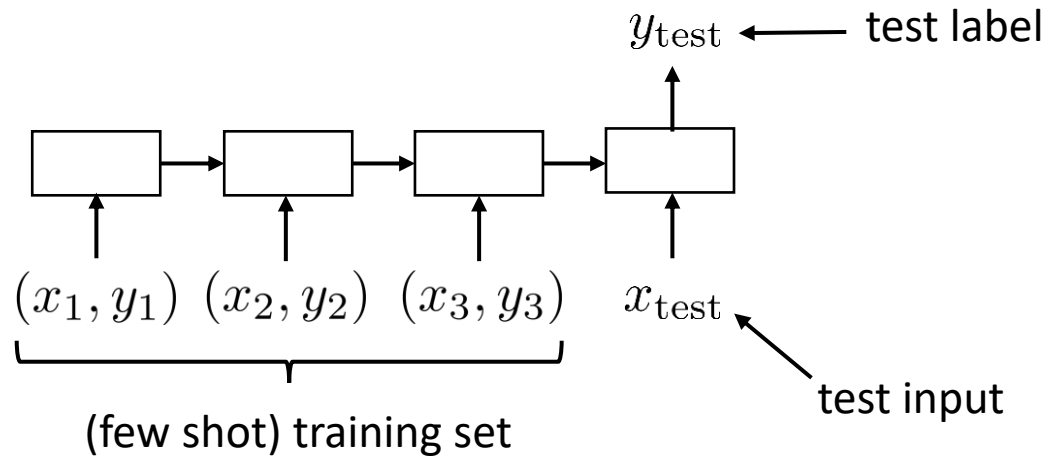 y_test test label
(x_1, y_1) (x_2, y_2) (x_3, y_3) x_test
test input
(few shot) training set